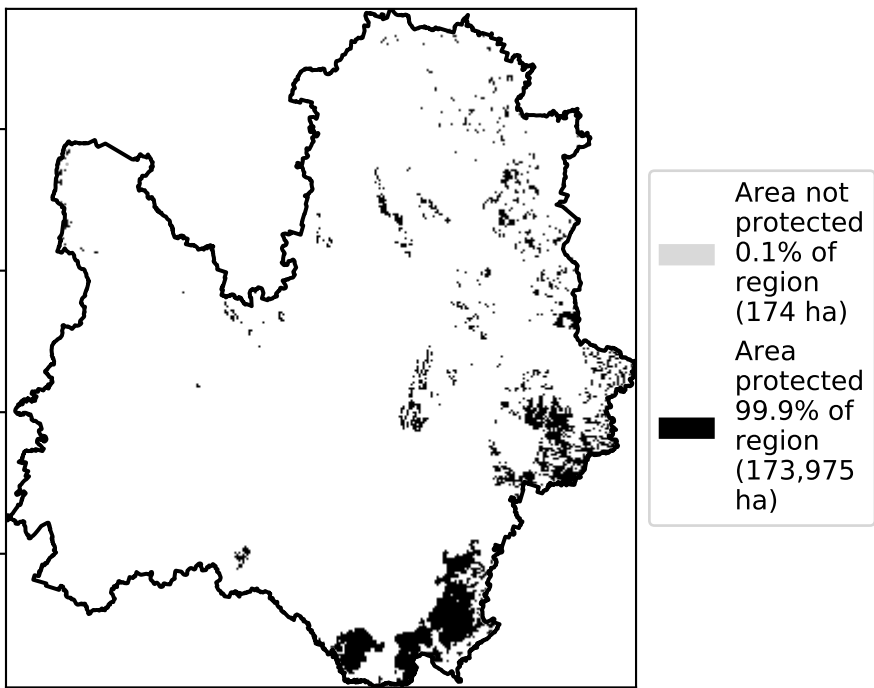 Area not
protected
0.1% of
region
(174 ha)
Area
protected
99.9% of
region
(173,975
ha)